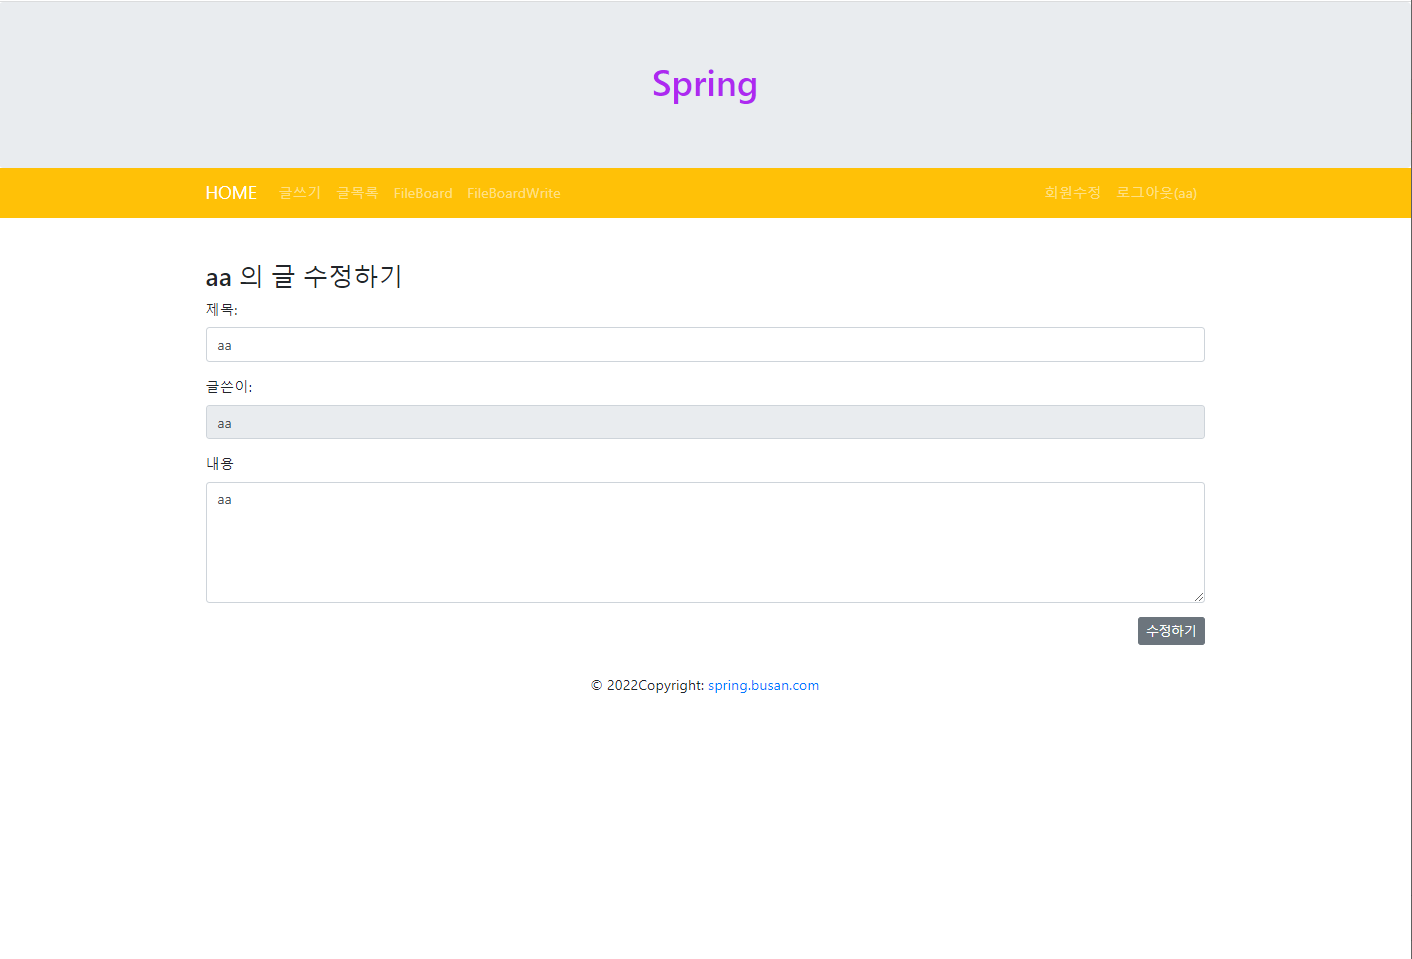 Spring
HOME 글쓰기 글목록 FileBoard FileBoardWrite 회원수정 로그아웃(aa)
aa 의 글 수정하기
제목:
aa
글쓴이:
aa
내용
aa
수정하기
© 2022Copyright: spring.busan.com